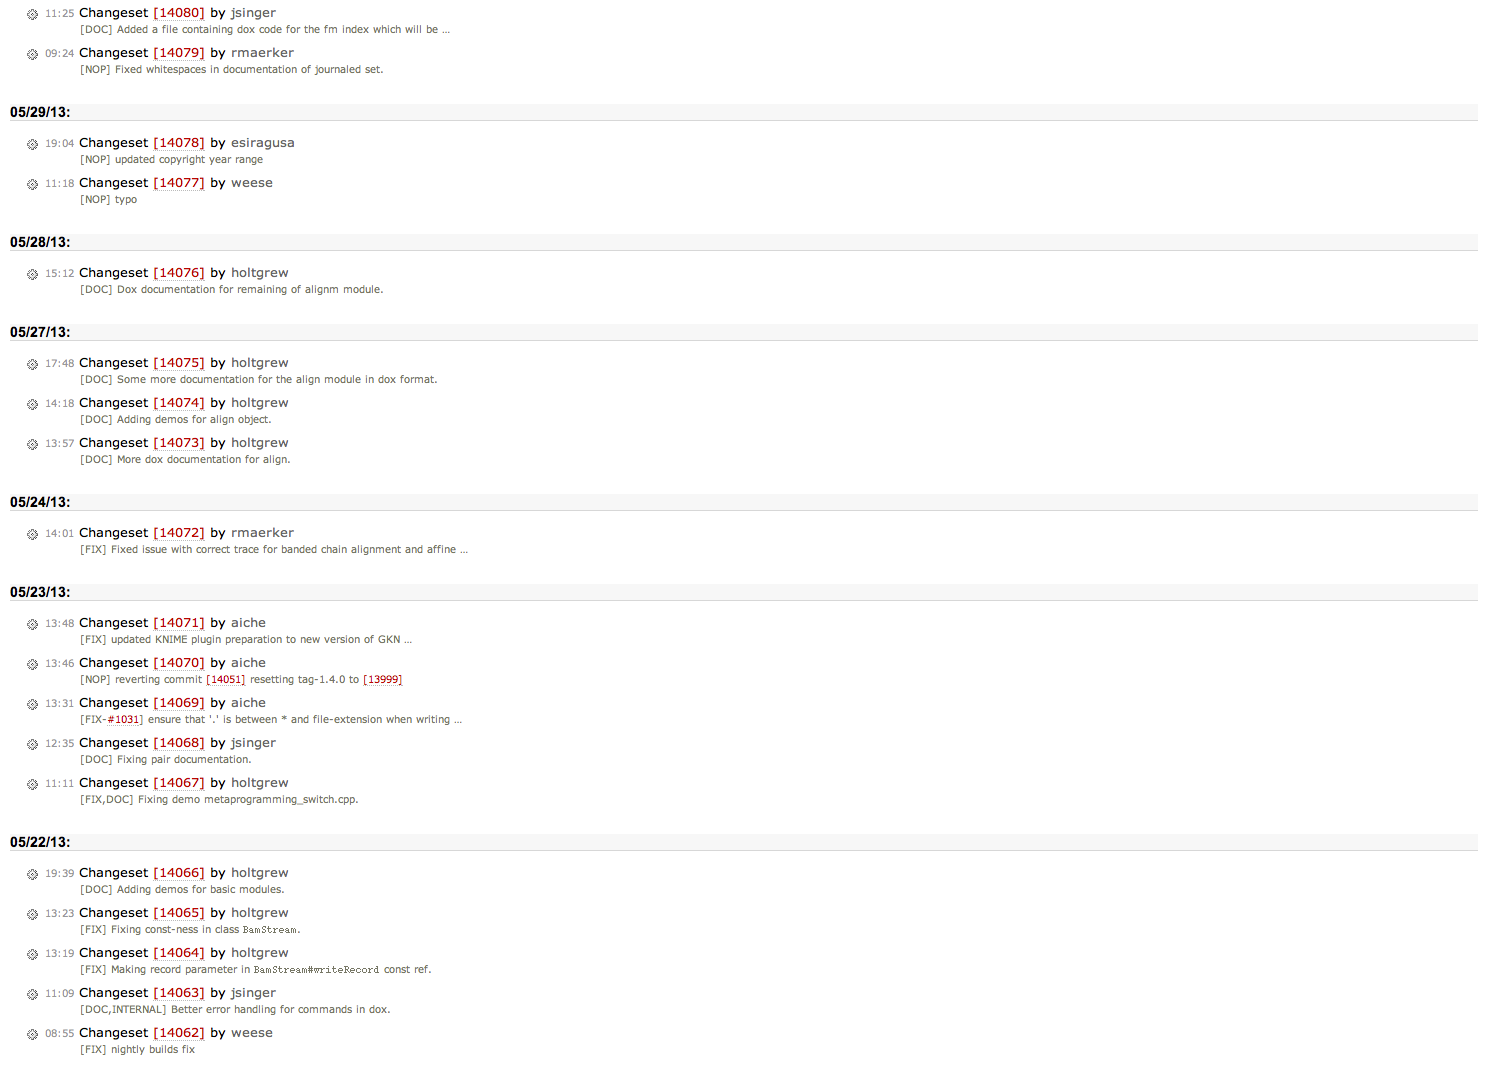 11:25 Changeset [14080] by jsinger
[DOC] Added a file containing dox code for the fm index which will be ...
09:24 Changeset [14079] by rmaerker
[NOP] Fixed whitespaces in documentation of journaled set.
05/29/13:
19:04 Changeset [14078] by esiragusa
[NOP] updated copyright year range
11:18 Changeset [14077] by weese
[NOP] typo
05/28/13:
15:12 Changeset [14076] by holtgrew
[DOC] Dox documentation for remaining of alignm module.
05/27/13:
17:48 Changeset [14075] by holtgrew
[DOC] Some more documentation for the align module in dox format.
14:18 Changeset [14074] by holtgrew
[DOC] Adding demos for align object.
13:57 Changeset [14073] by holtgrew
[DOC] More dox documentation for align.
05/24/13:
14:01 Changeset [14072] by rmaerker
[FIX] Fixed issue with correct trace for banded chain alignment and affine ...
05/23/13:
13:48 Changeset [14071] by aiche
[FIX] updated KNIME plugin preparation to new version of GKN ...
13:46 Changeset [14070] by aiche
[NOP] reverting commit [14051] resetting tag-1.4.0 to [13999]
13:31 Changeset [14069] by aiche
[FIX-#1031] ensure that '.' is between * and file-extension when writing ...
12:35 Changeset [14068] by jsinger
[DOC] Fixing pair documentation.
11:11 Changeset [14067] by holtgrew
[FIX,DOC] Fixing demo metaprogramming_switch.cpp.
05/22/13:
19:39 Changeset [14066] by holtgrew
[DOC] Adding demos for basic modules.
13:23 Changeset [14065] by holtgrew
[FIX] Fixing const-ness in class BamStream.
13:19 Changeset [14064] by holtgrew
[FIX] Making record parameter in BamStream#writeRecord const ref.
11:09 Changeset [14063] by jsinger
[DOC,INTERNAL] Better error handling for commands in dox.
08:55 Changeset [14062] by weese
[FIX] nightly builds fix